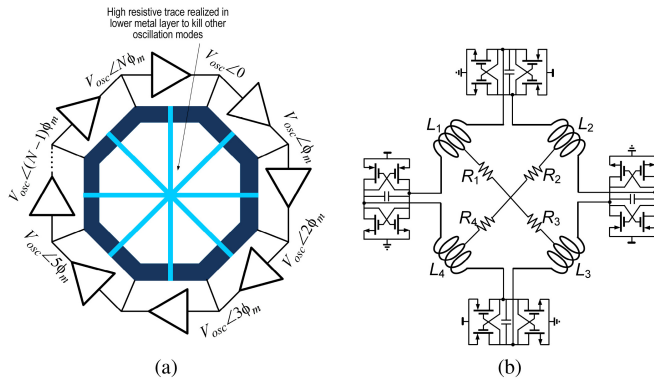 High resistive trace realized in
lower metal layer to kill other
oscillation modes
V_osc∠0
V_osc∠ϕ_m
V_osc∠2ϕ_m
V_osc∠3ϕ_m
V_osc∠5ϕ_m
V_osc∠(N−1)ϕ_m
V_osc∠Nϕ_m
(a)
L_1
L_2
R_1
R_2
R_4
R_3
L_4
L_3
(b)